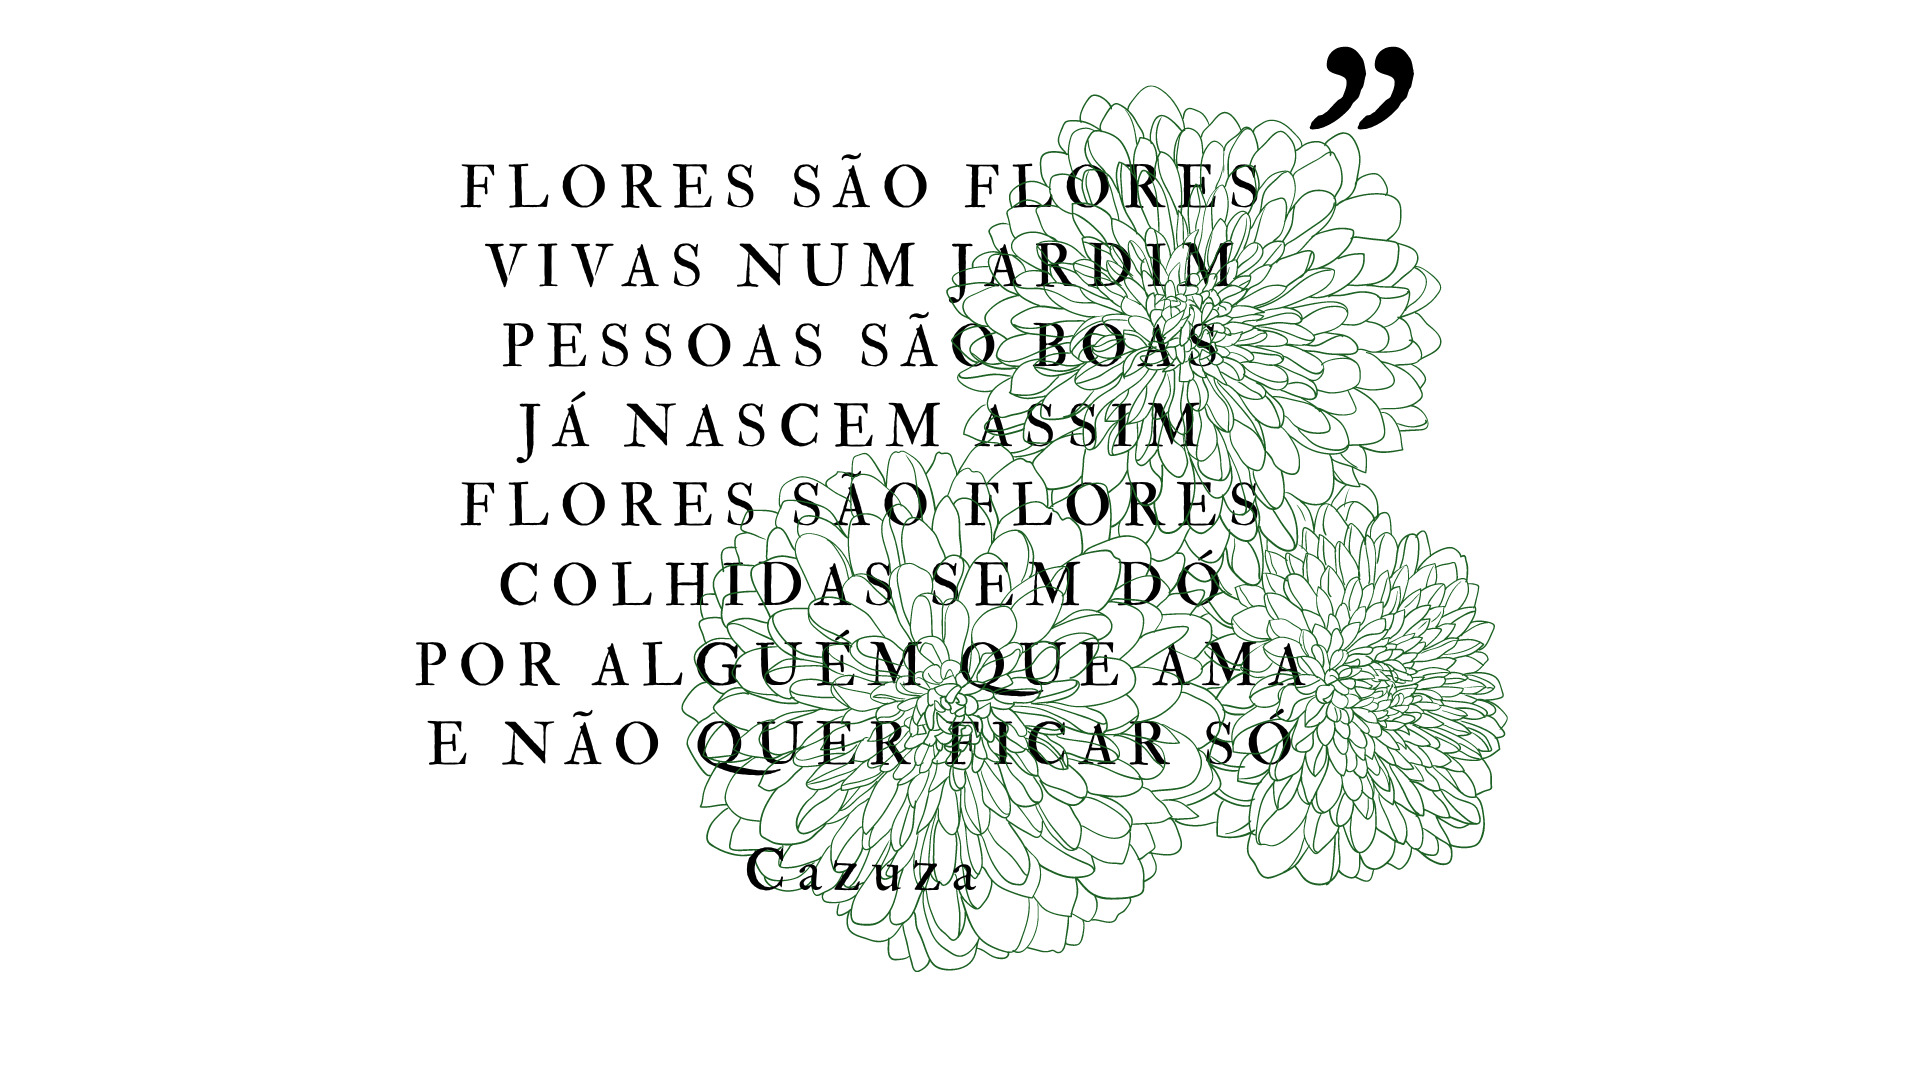 ”
FLORES SÃO FLORES
VIVAS NUM JARDIM
PESSOAS SÃO BOAS
JÁ NASCEM ASSIM
FLORES SÃO FLORES
COLHIDAS SEM DÓ
POR ALGUÉM QUE AMA
E NÃO QUER FICAR SÓ
Cazuza